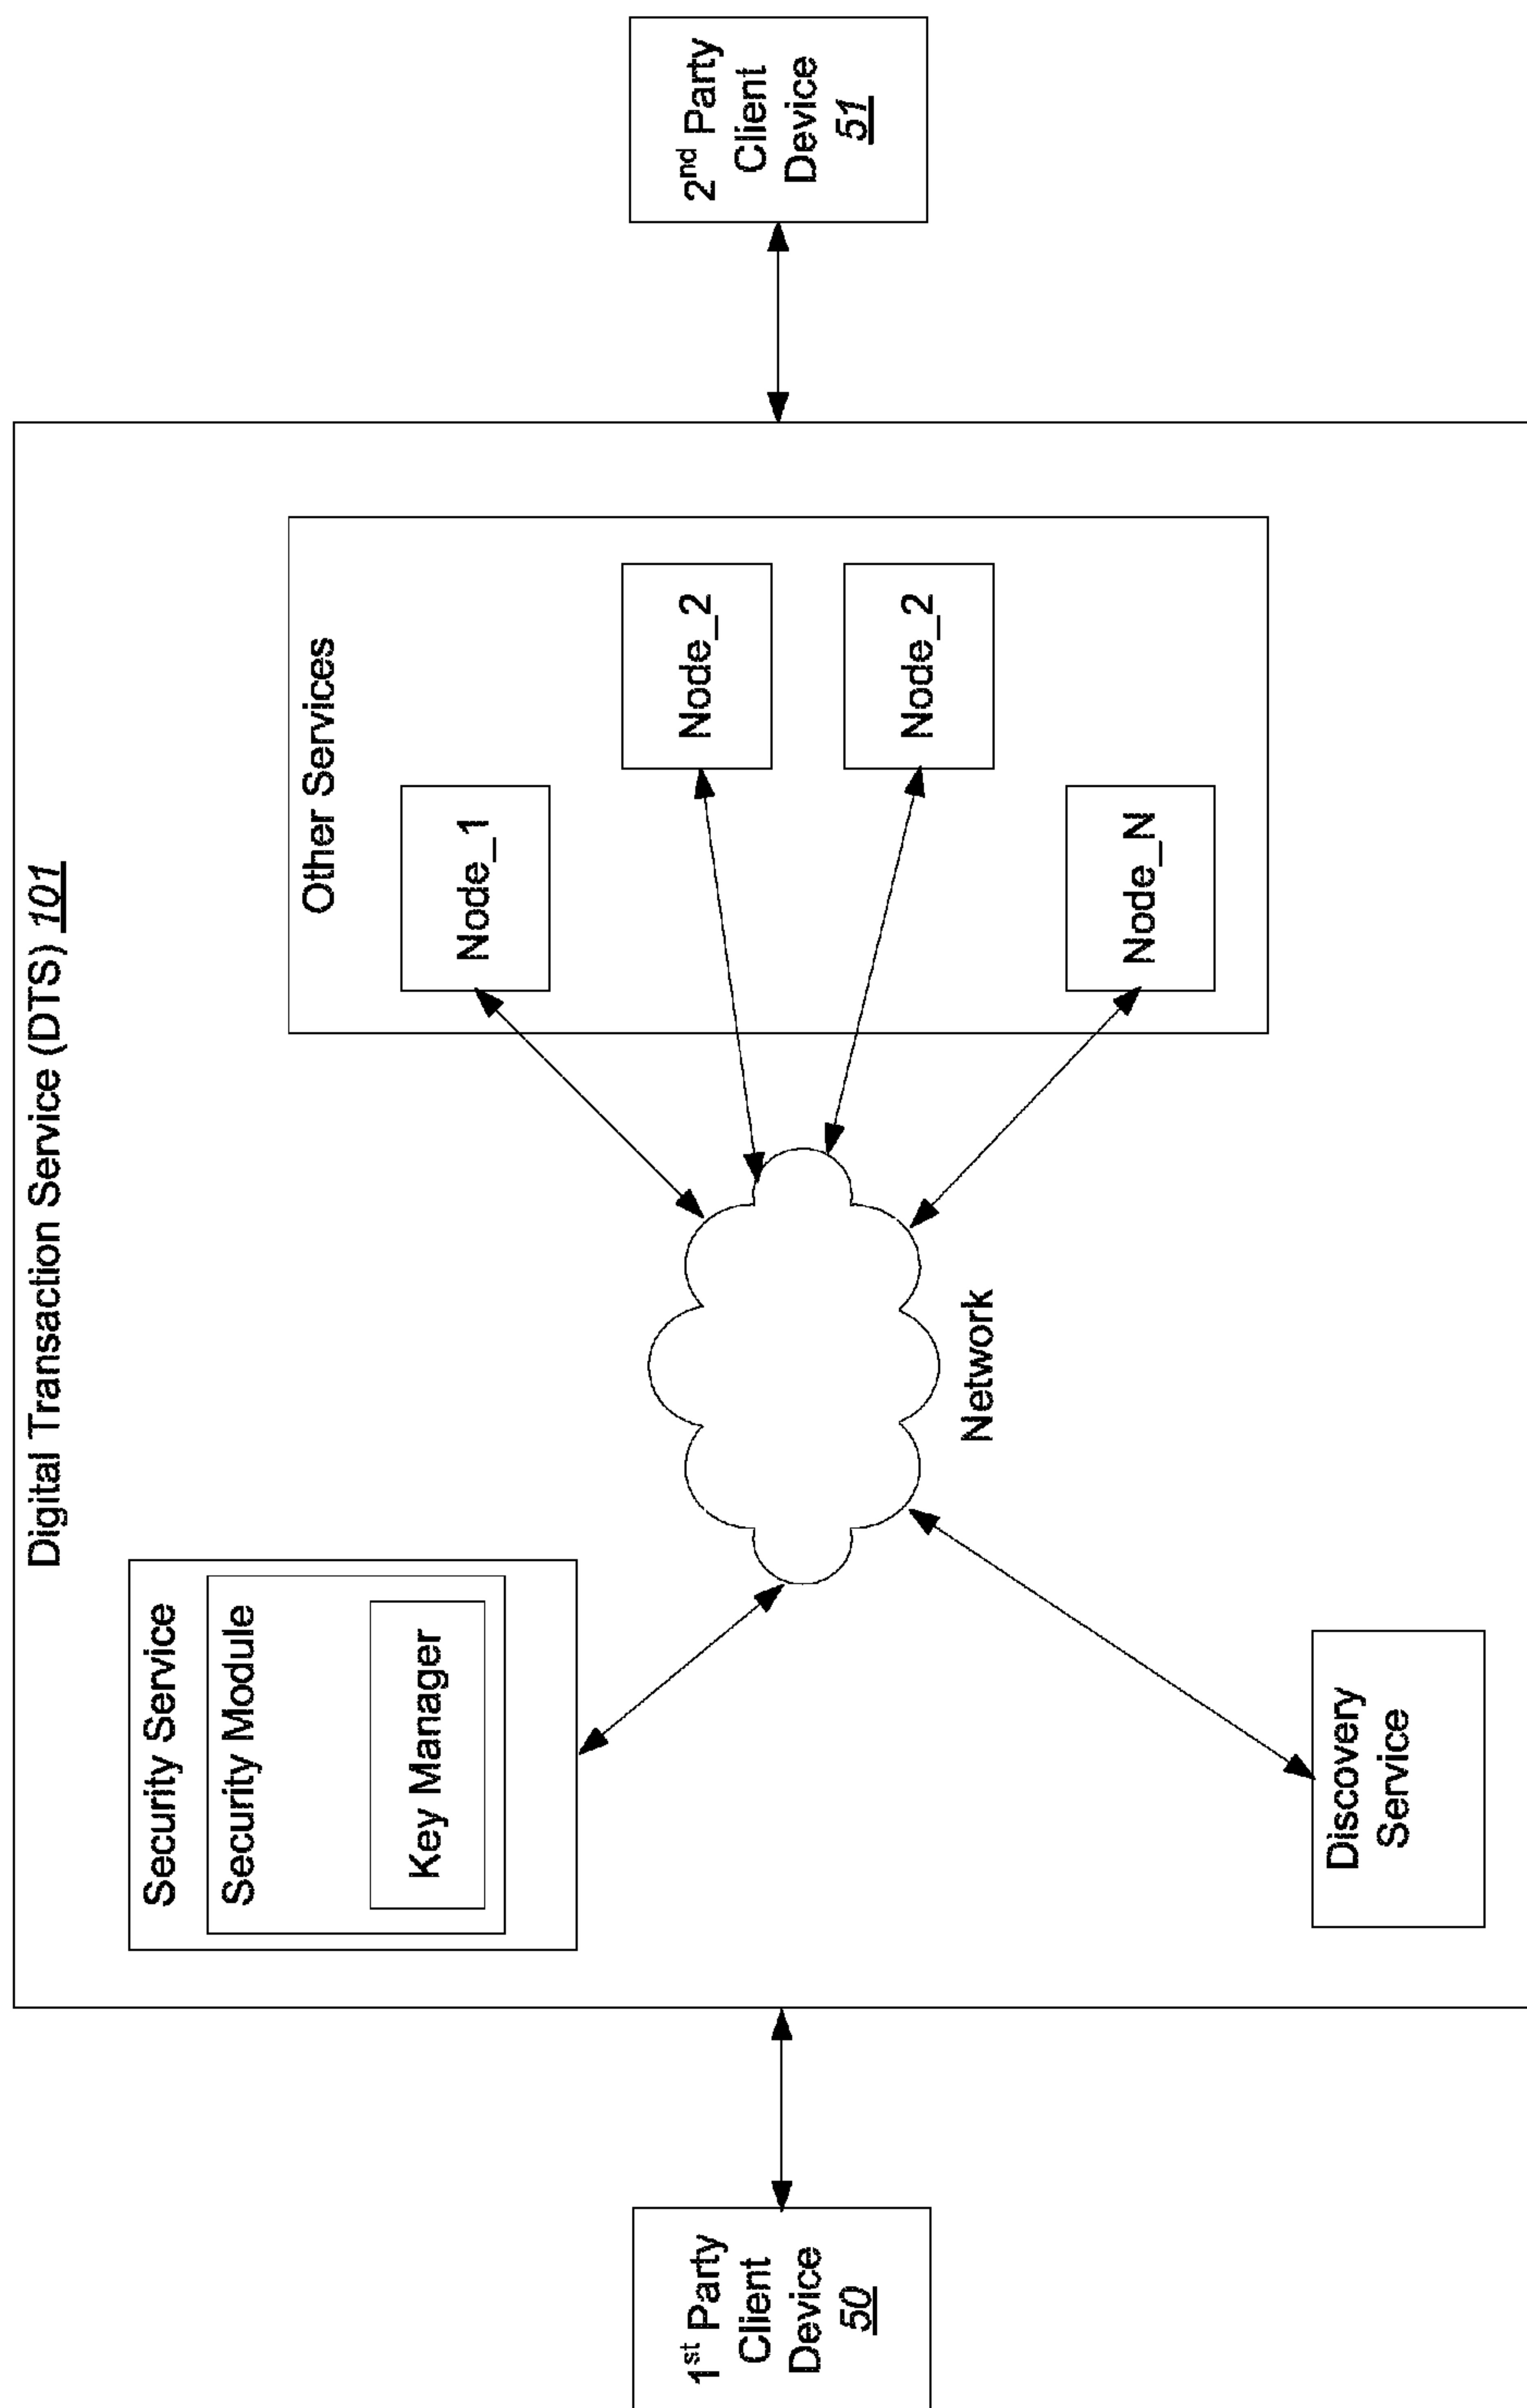 Digital Transaction Service (DTS) 101
Security Service
Security Module
Key Manager
Discovery
Service
Network
Other Services
Node_1
Node_2
Node_2
Node_N
1st Party
Client
Device
50
2nd Party
Client
Device
51